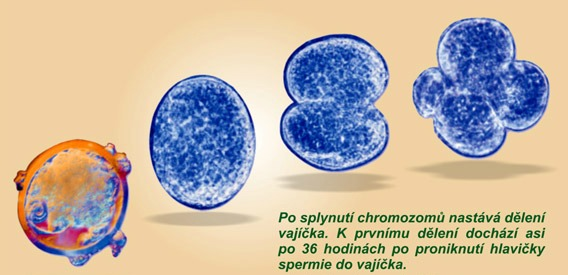 Po splynutí chromozomů nastává dělení
vajíčka. K prvnímu dělení dochází asi
po 36 hodinách po proniknutí hlavičky
spermie do vajíčka.